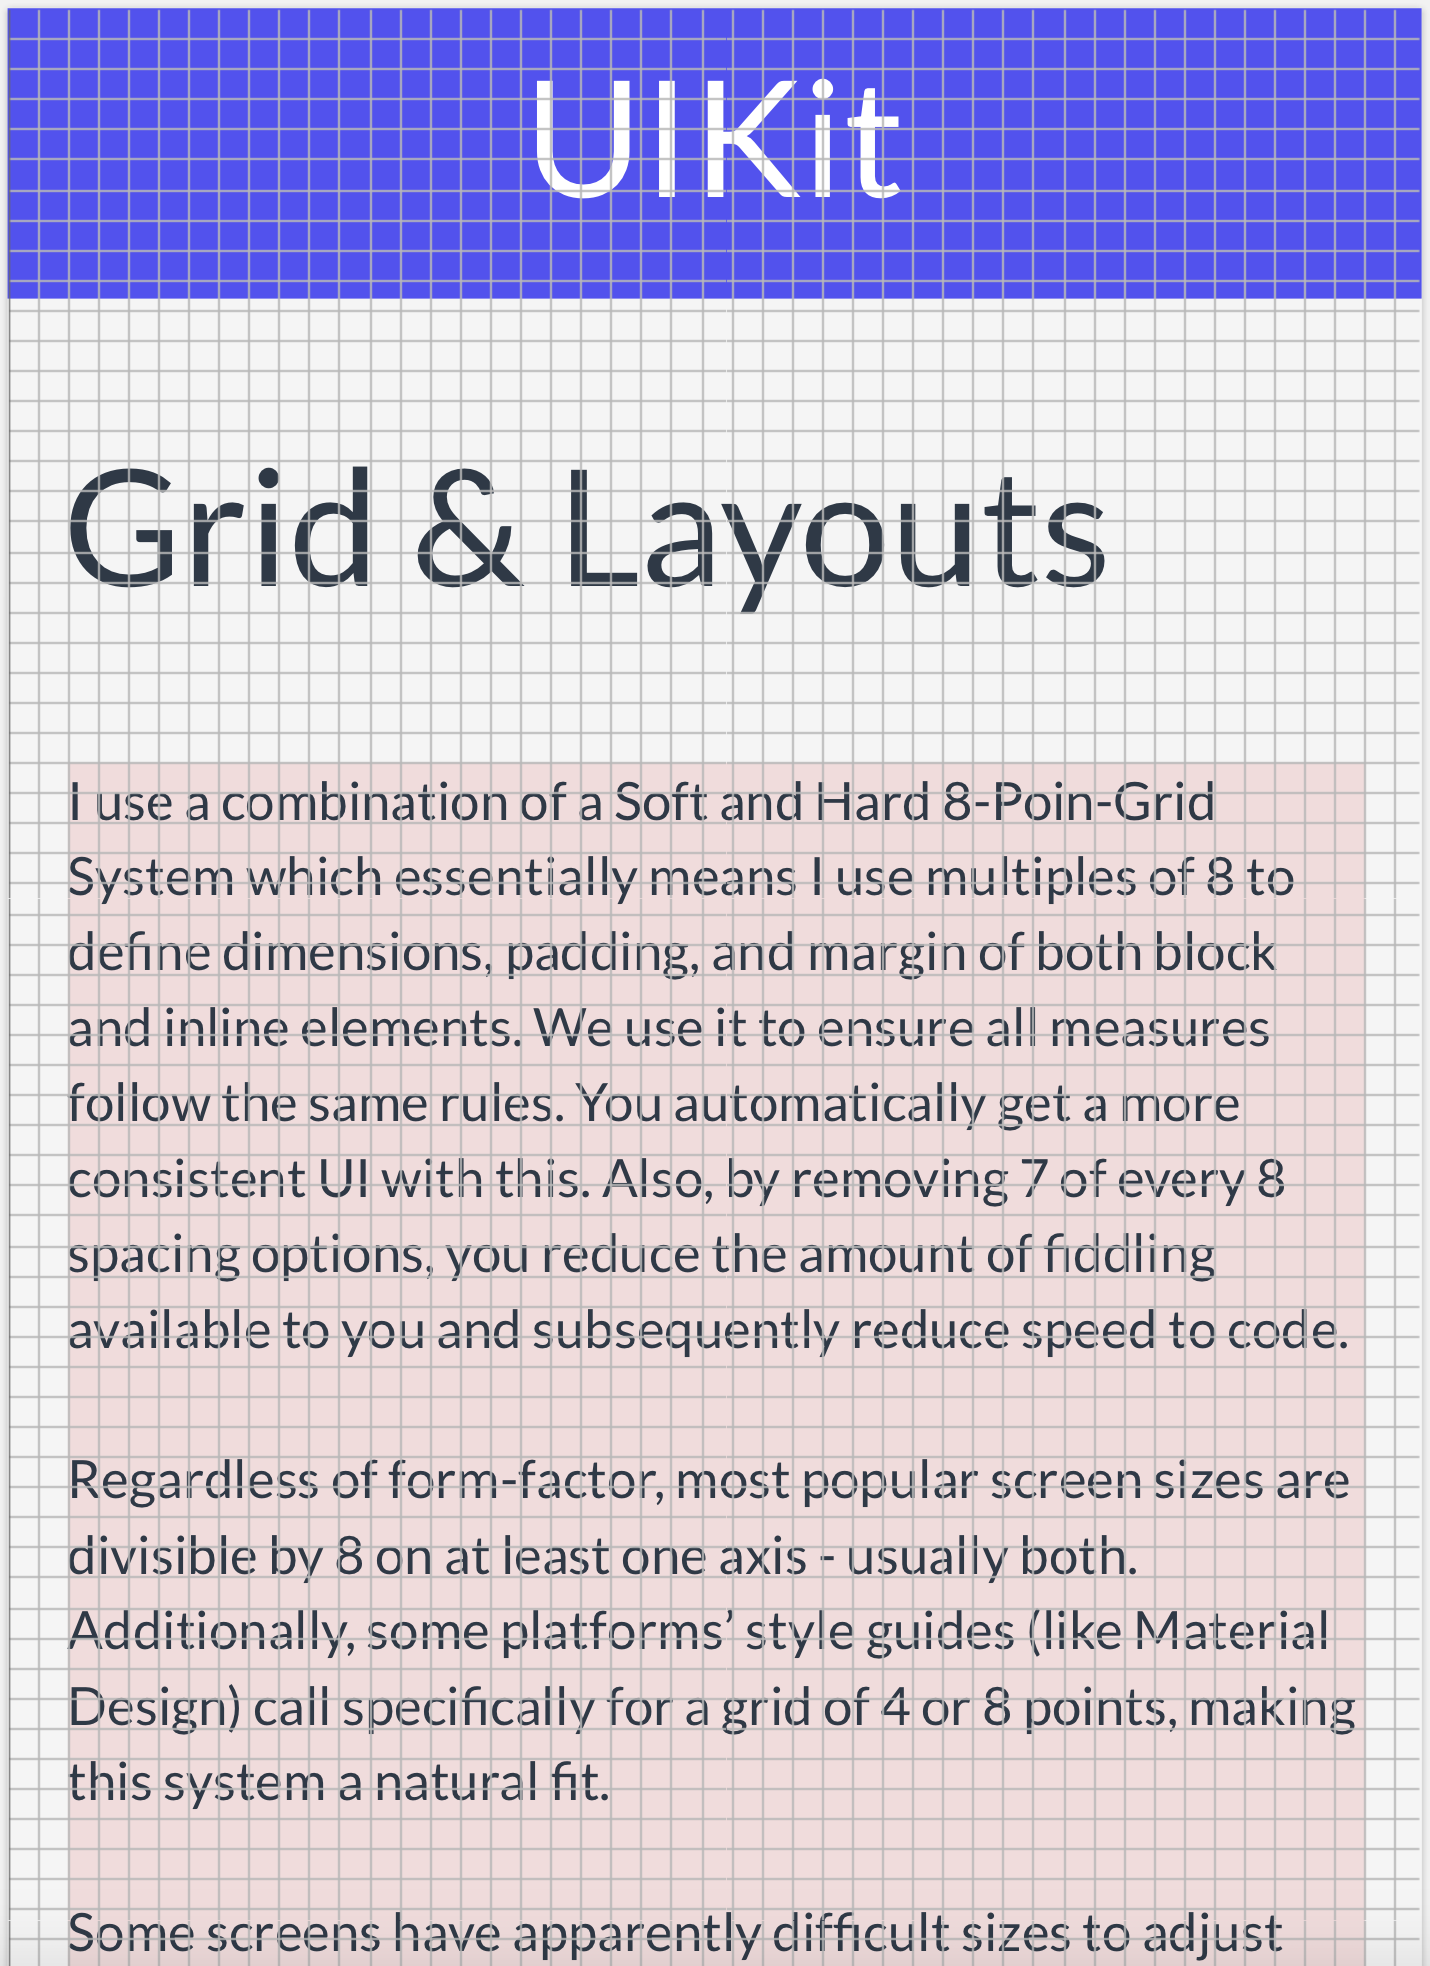 UIKit
Grid & Layouts
I use a combination of a Soft and Hard 8-Poin-Grid
System which essentially means I use multiples of 8 to
define dimensions, padding, and margin of both block
and inline elements. We use it to ensure all measures
follow the same rules. You automatically get a more
consistent UI with this. Also, by removing 7 of every 8
spacing options, you reduce the amount of fiddling
available to you and subsequently reduce speed to code.
Regardless of form-factor, most popular screen sizes are
divisible by 8 on at least one axis - usually both.
Additionally, some platforms’ style guides (like Material
Design) call specifically for a grid of 4 or 8 points, making
this system a natural fit.
Some screens have apparently difficult sizes to adjust